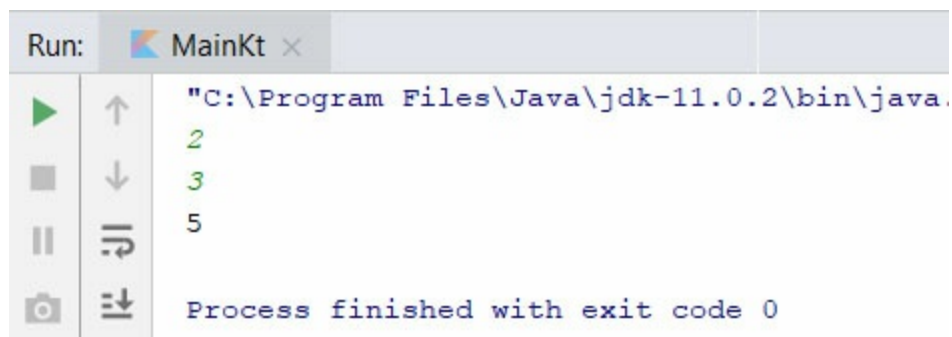 Run: MainKt
"C:\Program Files\Java\jdk-11.0.2\bin\java.
2
3
5
Process finished with exit code 0